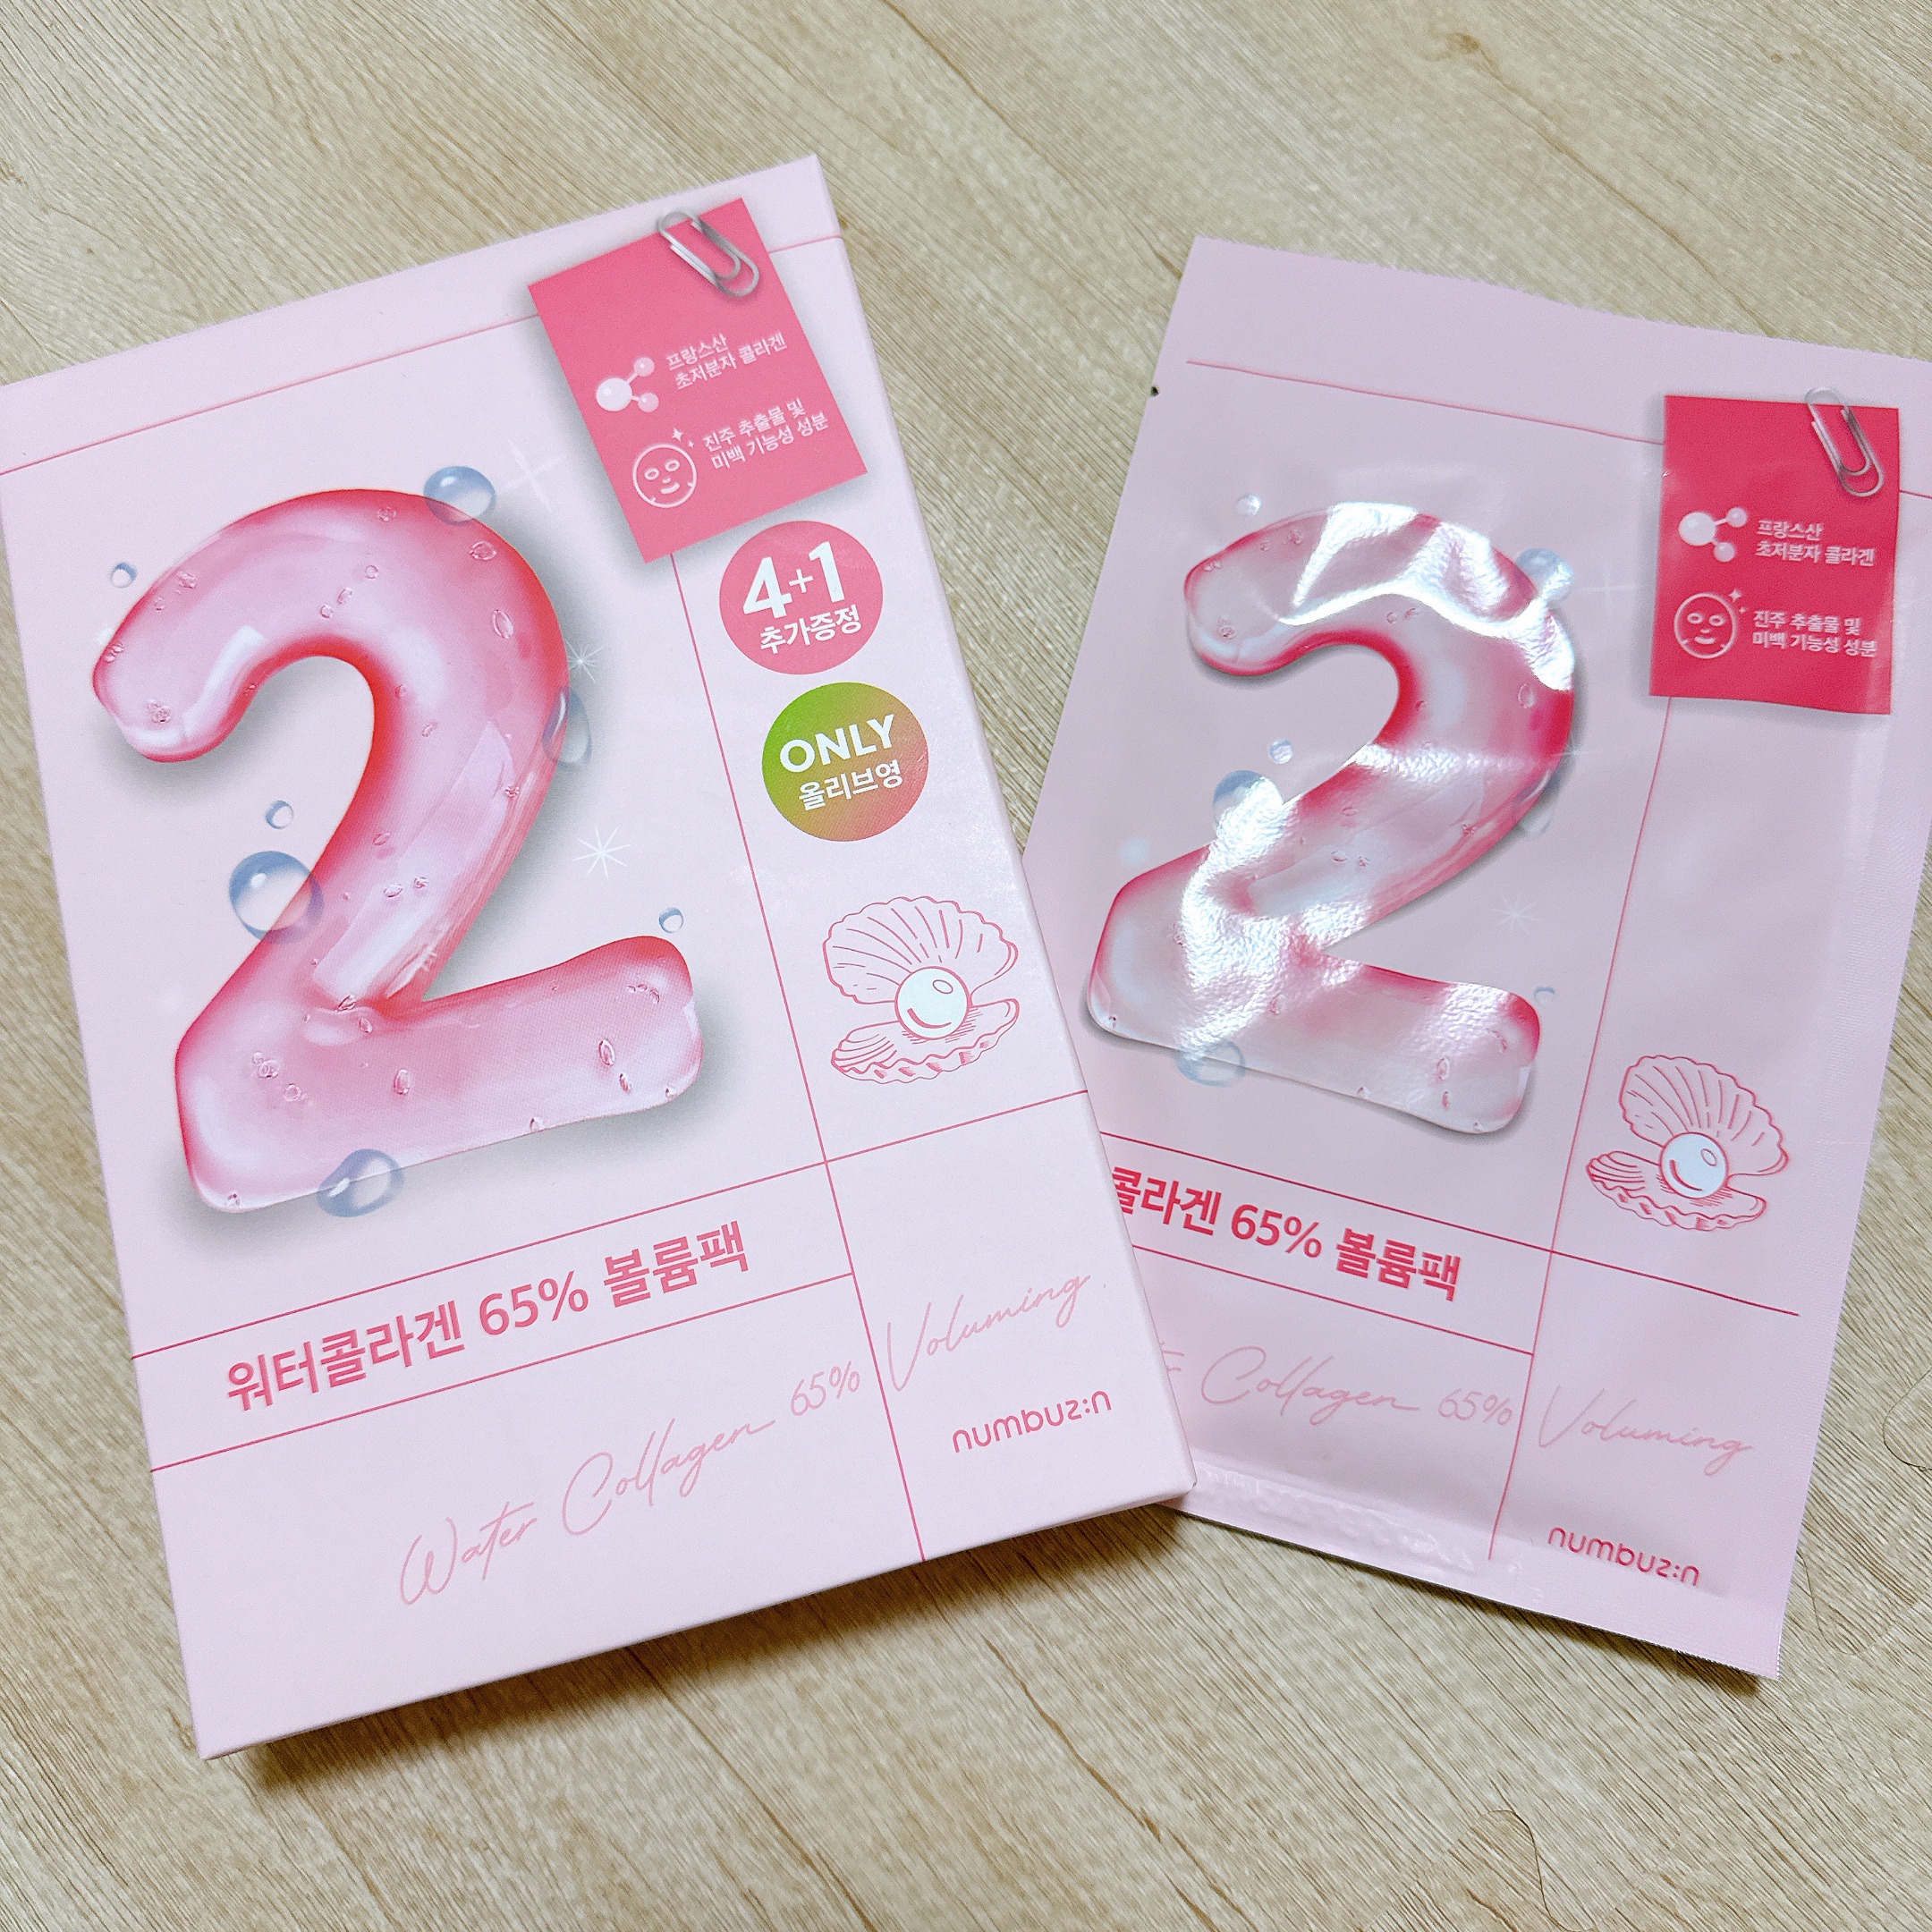 프랑스산
초저분자 콜라겐
진주 추출물 및
미백 기능성 성분
2
4+1
추가증정
ONLY
올리브영
워터콜라겐 65% 볼륨팩
Water Collagen 65% Voluming
numbuz:n
프랑스산
초저분자 콜라겐
진주 추출물 및
미백 기능성 성분
2
콜라겐 65% 볼륨팩
Collagen 65% Voluming
numbuz:n